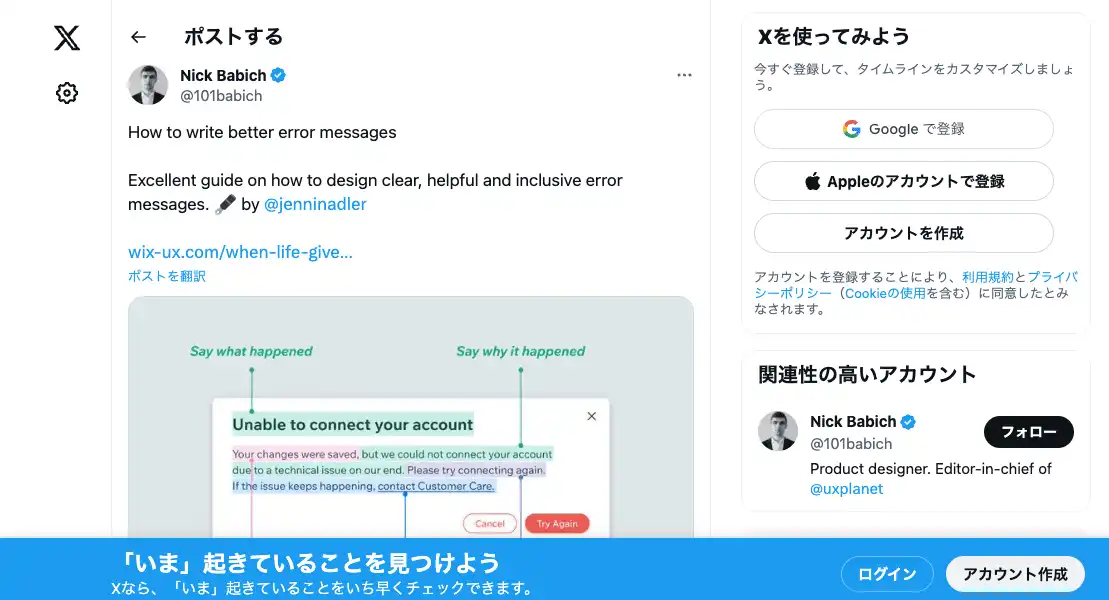 ポストする
Nick Babich
@101babich
How to write better error messages
Excellent guide on how to design clear, helpful and inclusive error
messages. by @jenninadler
wix-ux.com/when-life-give...
ポストを翻訳
Say what happened
Say why it happened
Unable to connect your account
Your changes were saved, but we could not connect your account
due to a technical issue on our end. Please try connecting again.
If the issue keeps happening, contact Customer Care.
Cancel
Try Again
Xを使ってみよう
今すぐ登録して、タイムラインをカスタマイズしましょ
う。
Google で登録
Appleのアカウントで登録
アカウントを作成
アカウントを登録することにより、利用規約とプライバ
シーポリシー（Cookieの使用を含む）に同意したとみ
なされます。
関連性の高いアカウント
Nick Babich
@101babich
フォロー
Product designer. Editor-in-chief of
@uxplanet
「いま」起きていることを見つけよう
Xなら、「いま」起きていることをいち早くチェックできます。
ログイン
アカウント作成